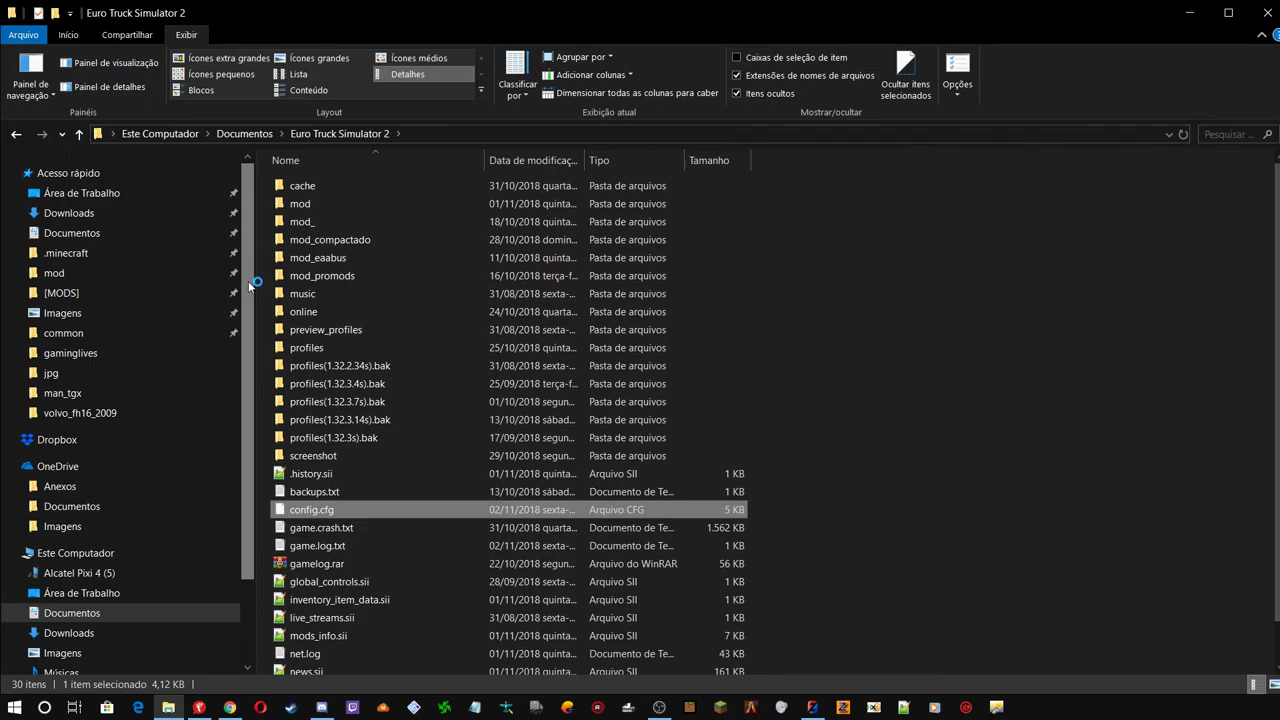 Euro Truck Simulator 2
Arquivo Início Compartilhar Exibir
Painel de navegação
Painel de visualização
Painel de detalhes
Painéis
Ícones extra grandes Ícones grandes Ícones médios
Ícones pequenos Lista Detalhes
Blocos Conteúdo
Layout
Classificar por
Agrupar por
Adicionar colunas
Dimensionar todas as colunas para caber
Exibição atual
Caixas de seleção de item
Extensões de nomes de arquivos
Itens ocultos
Ocultar itens selecionados
Mostrar/ocultar
Opções
Este Computador > Documentos > Euro Truck Simulator 2 >
Pesquisar ...
Acesso rápido
Área de Trabalho
Downloads
Documentos
.minecraft
mod
[MODS]
Imagens
common
gaminglives
jpg
man_tgx
volvo_fh16_2009
Dropbox
OneDrive
Anexos
Documentos
Imagens
Este Computador
Alcatel Pixi 4 (5)
Área de Trabalho
Documentos
Downloads
Imagens
Músicas
Nome Data de modificaç... Tipo Tamanho
cache 31/10/2018 quarta... Pasta de arquivos
mod 01/11/2018 quinta... Pasta de arquivos
mod_ 18/10/2018 quinta... Pasta de arquivos
mod_compactado 28/10/2018 domin... Pasta de arquivos
mod_eaabus 11/10/2018 quinta... Pasta de arquivos
mod_promods 16/10/2018 terça-f... Pasta de arquivos
music 31/08/2018 sexta-... Pasta de arquivos
online 24/10/2018 quarta... Pasta de arquivos
preview_profiles 31/08/2018 sexta-... Pasta de arquivos
profiles 25/10/2018 quinta... Pasta de arquivos
profiles(1.32.2.34s).bak 31/08/2018 sexta-... Pasta de arquivos
profiles(1.32.3.4s).bak 25/09/2018 terça-f... Pasta de arquivos
profiles(1.32.3.7s).bak 01/10/2018 segun... Pasta de arquivos
profiles(1.32.3.14s).bak 13/10/2018 sábad... Pasta de arquivos
profiles(1.32.3s).bak 17/09/2018 segun... Pasta de arquivos
screenshot 29/10/2018 segun... Pasta de arquivos
.history.sii 01/11/2018 quinta... Arquivo SII 1 KB
backups.txt 13/10/2018 sábad... Documento de Te... 1 KB
config.cfg 02/11/2018 sexta-... Arquivo CFG 5 KB
game.crash.txt 31/10/2018 quarta... Documento de Te... 1.562 KB
game.log.txt 02/11/2018 sexta-... Documento de Te... 1 KB
gamelog.rar 22/10/2018 segun... Arquivo do WinRAR 56 KB
global_controls.sii 28/09/2018 sexta-... Arquivo SII 1 KB
inventory_item_data.sii 01/11/2018 quinta... Arquivo SII 1 KB
live_streams.sii 31/08/2018 sexta-... Arquivo SII 1 KB
mods_info.sii 01/11/2018 quinta... Arquivo SII 7 KB
net.log 01/11/2018 quinta... Documento de Te... 43 KB
news.sii 01/11/2018 quinta... Arquivo SII 161 KB
30 itens 1 item selecionado 4,12 KB